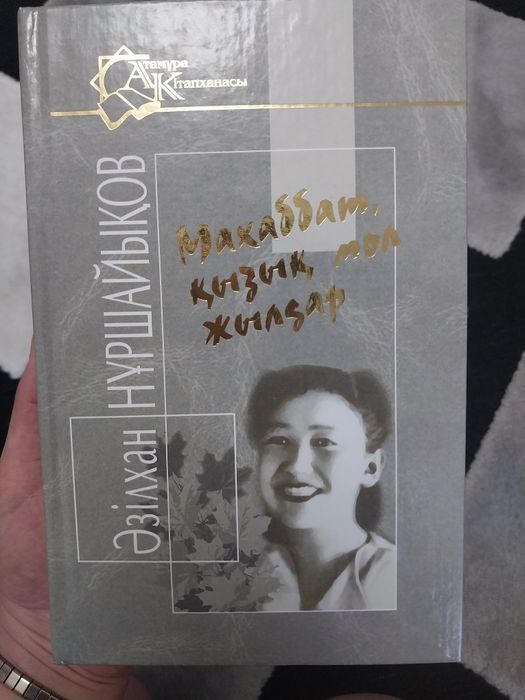 Атамұра
Кітапханасы
Әзілхан НҰРШАЙЫҚОВ
Махаббат,
қызық мол
жылдар